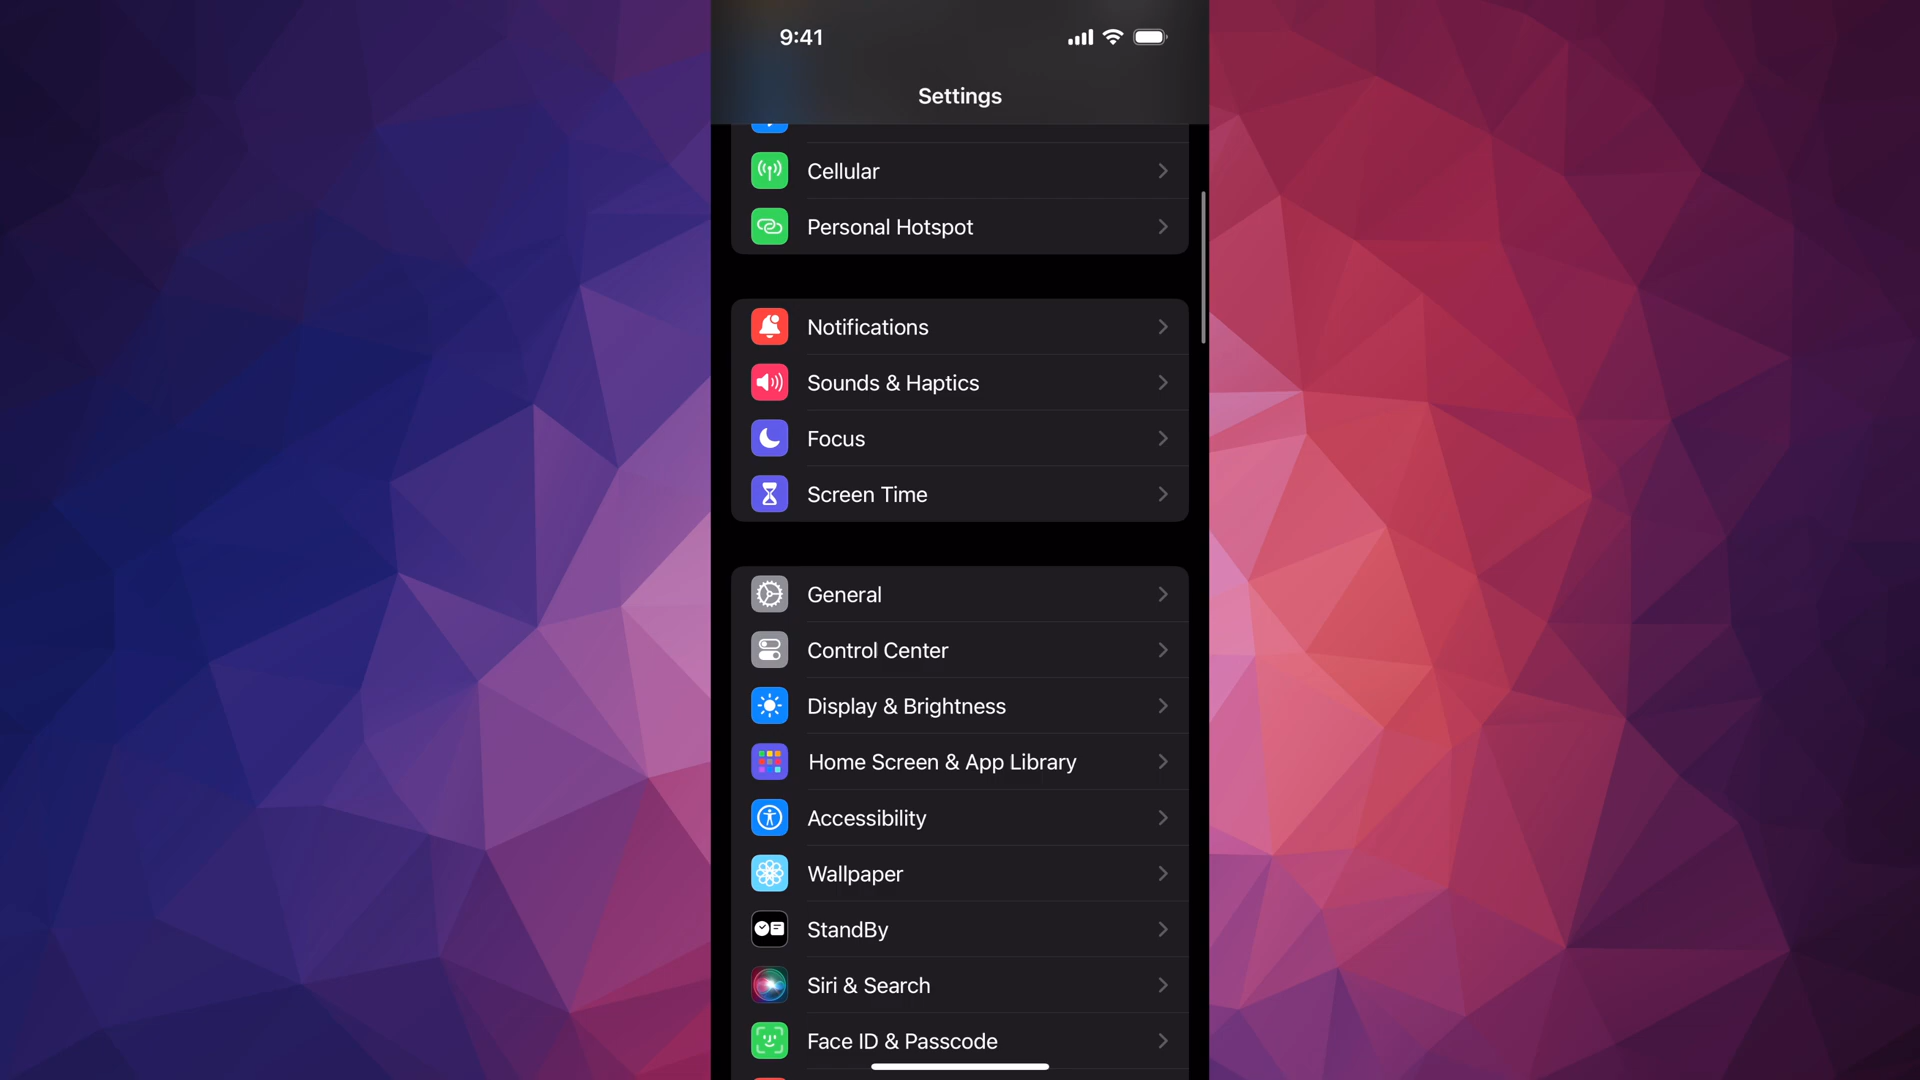 9:41
Settings
Cellular
Personal Hotspot
Notifications
Sounds & Haptics
Focus
Screen Time
General
Control Center
Display & Brightness
Home Screen & App Library
Accessibility
Wallpaper
StandBy
Siri & Search
Face ID & Passcode